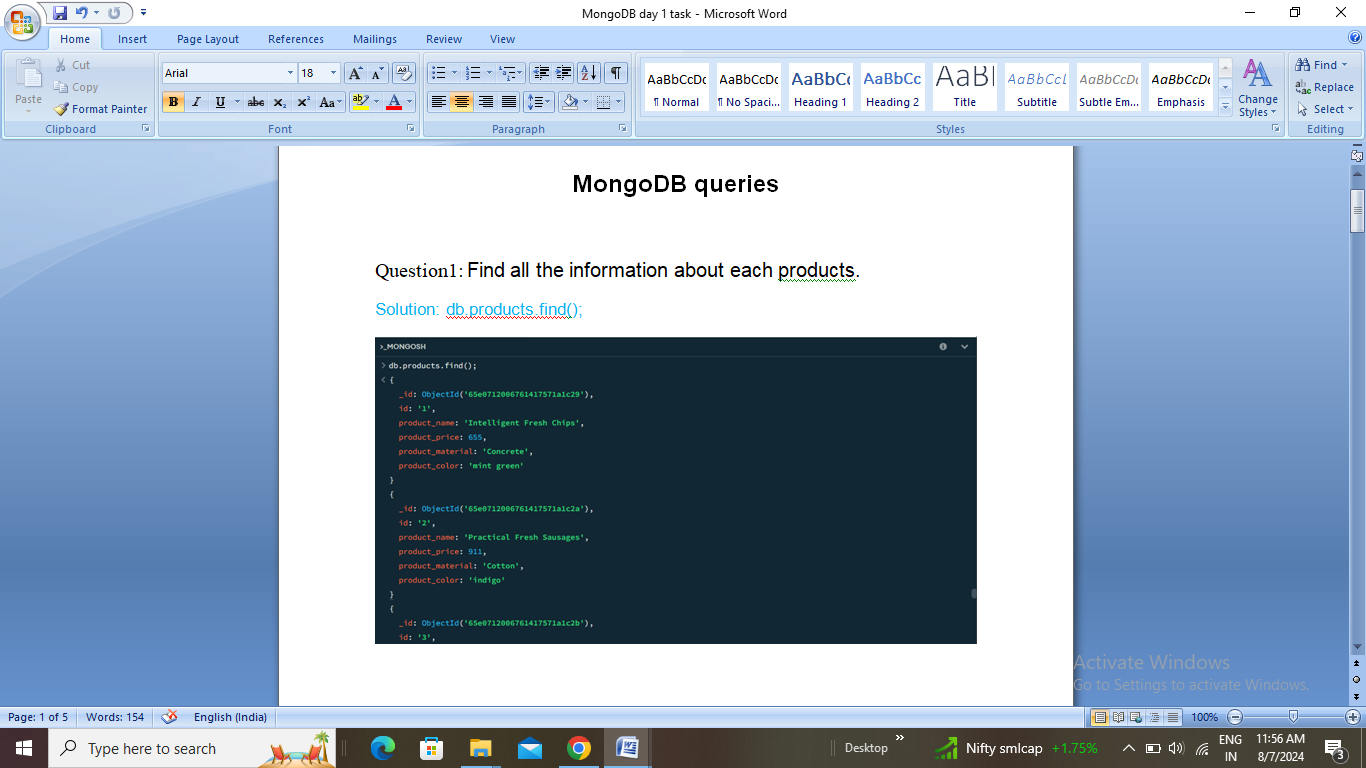 MongoDB day 1 task - Microsoft Word
Home Insert Page Layout References Mailings Review View
Paste
Cut
Copy
Format Painter
Clipboard
Arial 18
Font
Paragraph
AaBbCcDc AaBbCcDc AaBbC AaBbCc AaB AaBbCcL AaBbCcDc AaBbCcDc
¶ Normal ¶ No Spaci... Heading 1 Heading 2 Title Subtitle Subtle Em... Emphasis
Change Styles
Styles
Find
Replace
Select
Editing
MongoDB queries
Question1: Find all the information about each products.
Solution: db.products.find();
>_MONGOSH
> db.products.find();
< {
_id: ObjectId('65e0712006761417571a1c29'),
id: '1',
product_name: 'Intelligent Fresh Chips',
product_price: 655,
product_material: 'Concrete',
product_color: 'mint green'
}
{
_id: ObjectId('65e0712006761417571a1c2a'),
id: '2',
product_name: 'Practical Fresh Sausages',
product_price: 911,
product_material: 'Cotton',
product_color: 'indigo'
}
{
_id: ObjectId('65e0712006761417571a1c2b'),
id: '3',
Activate Windows
Go to Settings to activate Windows.
Page: 1 of 5 Words: 154 English (India) 100%
Type here to search
Desktop
Nifty smlcap +1.75%
ENG
IN
11:56 AM
8/7/2024
3